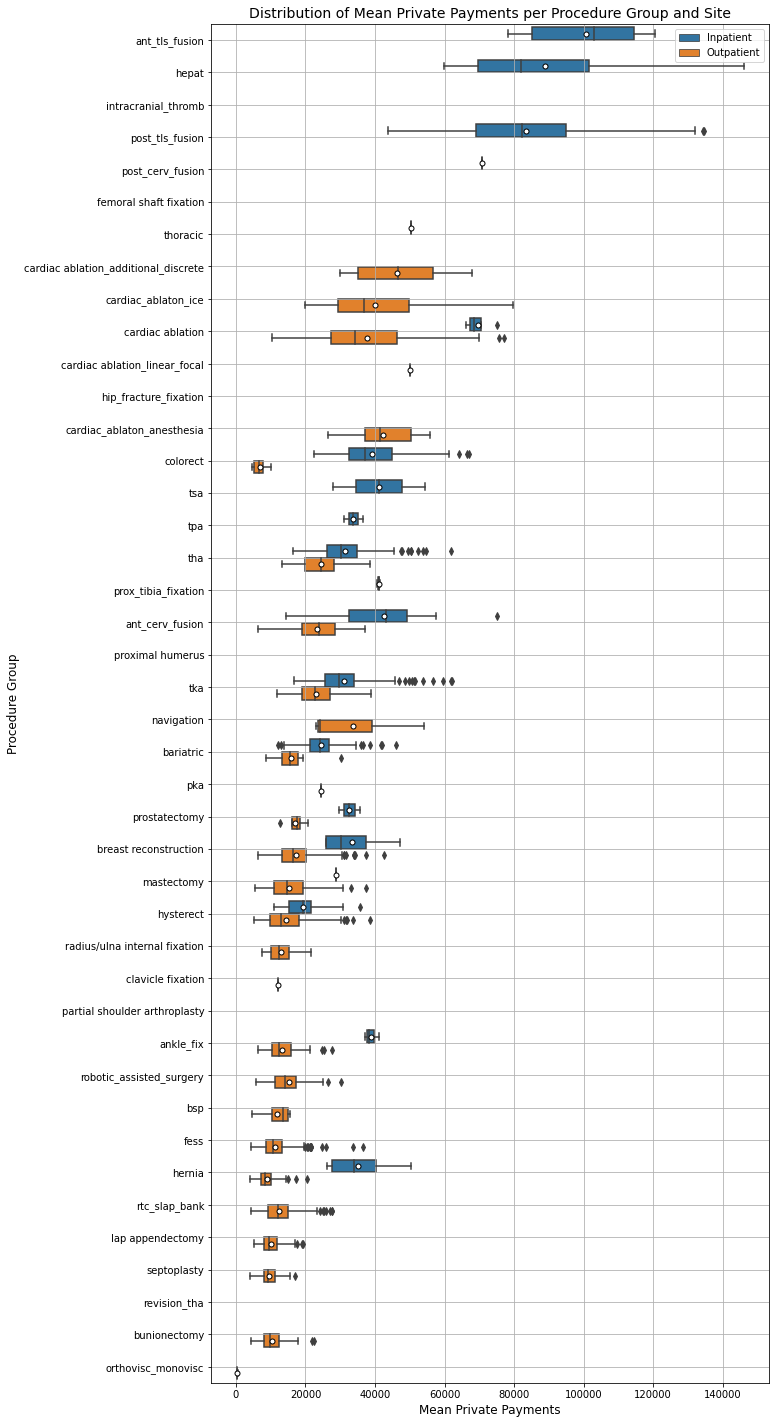 Distribution of Mean Private Payments per Procedure Group and Site
Inpatient
Outpatient
Procedure Group
ant_tls_fusion
hepat
intracranial_thromb
post_tls_fusion
post_cerv_fusion
femoral shaft fixation
thoracic
cardiac ablation_additional_discrete
cardiac_ablaton_ice
cardiac ablation
cardiac ablation_linear_focal
hip_fracture_fixation
cardiac_ablaton_anesthesia
colorect
tsa
tpa
tha
prox_tibia_fixation
ant_cerv_fusion
proximal humerus
tka
navigation
bariatric
pka
prostatectomy
breast reconstruction
mastectomy
hysterect
radius/ulna internal fixation
clavicle fixation
partial shoulder arthroplasty
ankle_fix
robotic_assisted_surgery
bsp
fess
hernia
rtc_slap_bank
lap appendectomy
septoplasty
revision_tha
bunionectomy
orthovisc_monovisc
0 20000 40000 60000 80000 100000 120000 140000
Mean Private Payments